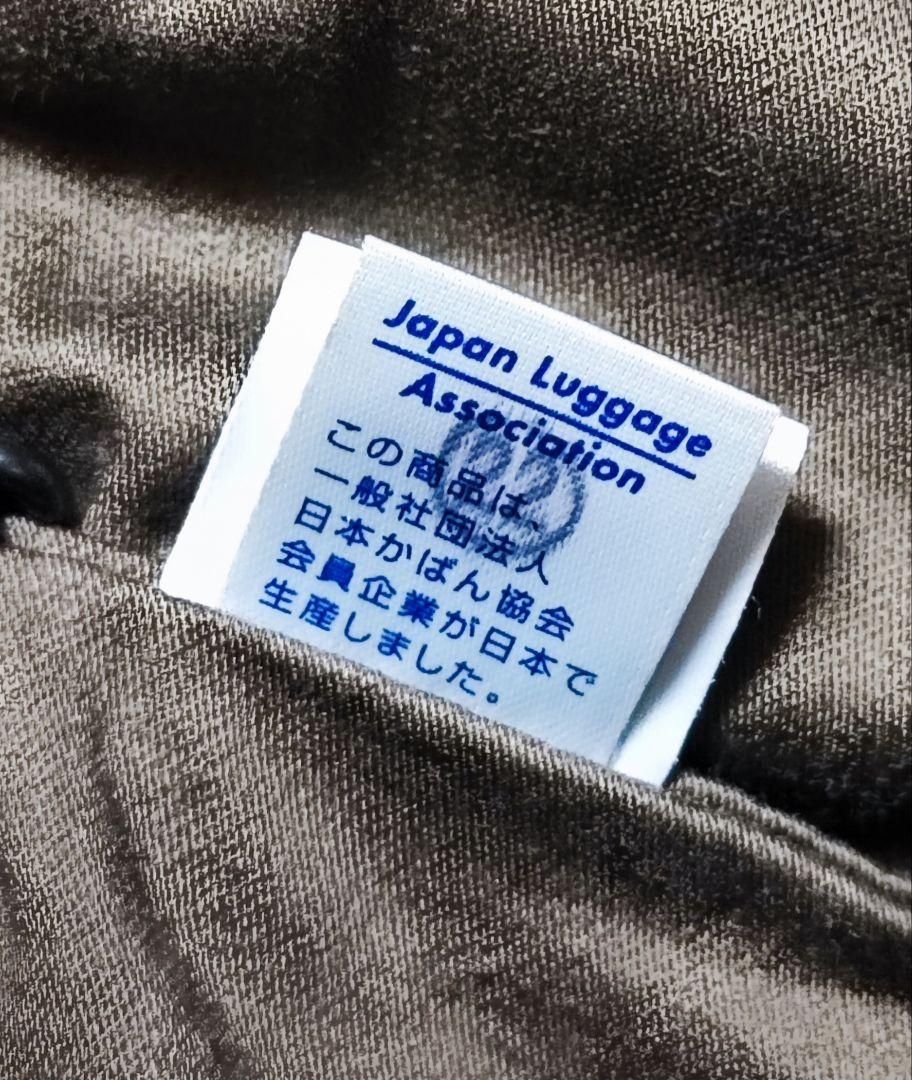 Japan Luggage
Association
この商品は、
一般社団法人
日本かばん協会
会員企業が日本で
生産しました。